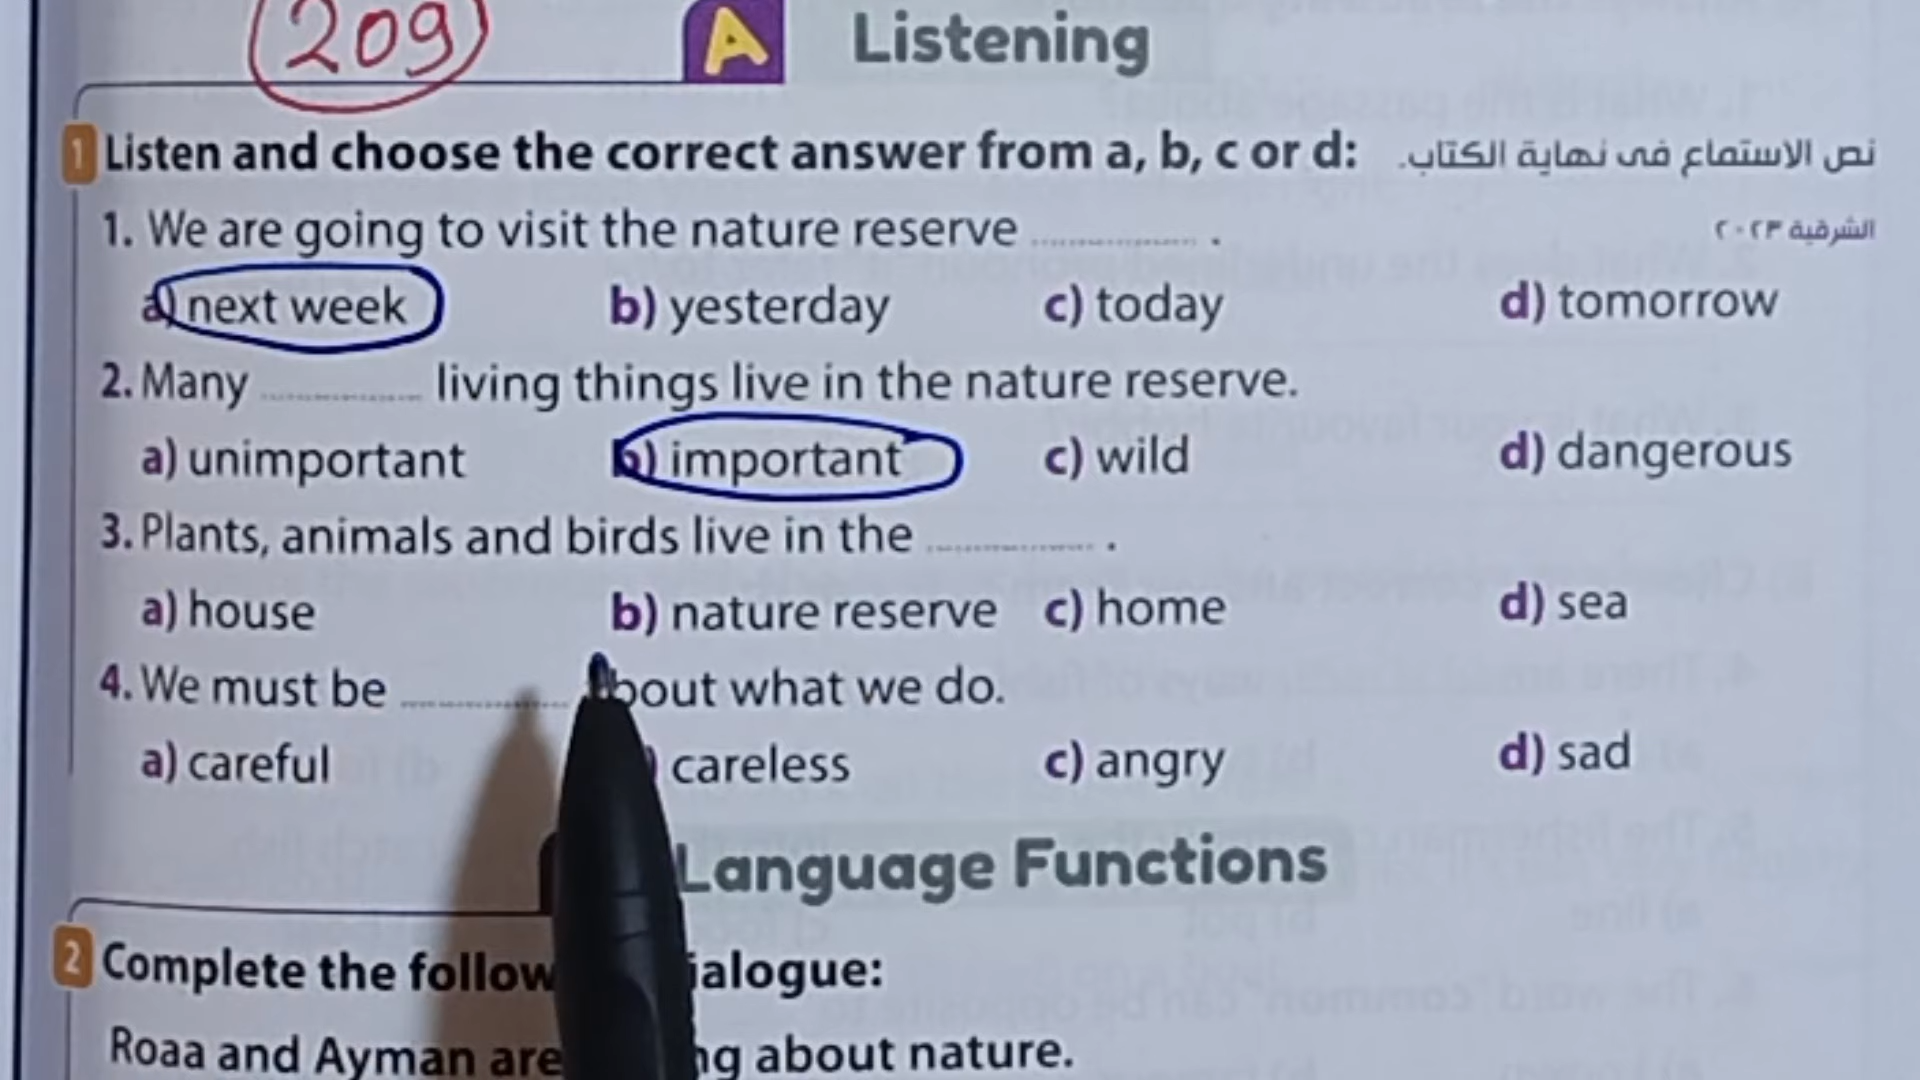 209
A Listening
1 Listen and choose the correct answer from a, b, c or d: نص الاستماع فى نهاية الكتاب.
1. We are going to visit the nature reserve ............ . الشرقية ٢٠٢٣
a) next week b) yesterday c) today d) tomorrow
2. Many ............ living things live in the nature reserve.
a) unimportant b) important c) wild d) dangerous
3. Plants, animals and birds live in the ............ .
a) house b) nature reserve c) home d) sea
4. We must be ............ about what we do.
a) careful ) careless c) angry d) sad
Language Functions
2 Complete the follow ialogue:
Roaa and Ayman are ng about nature.